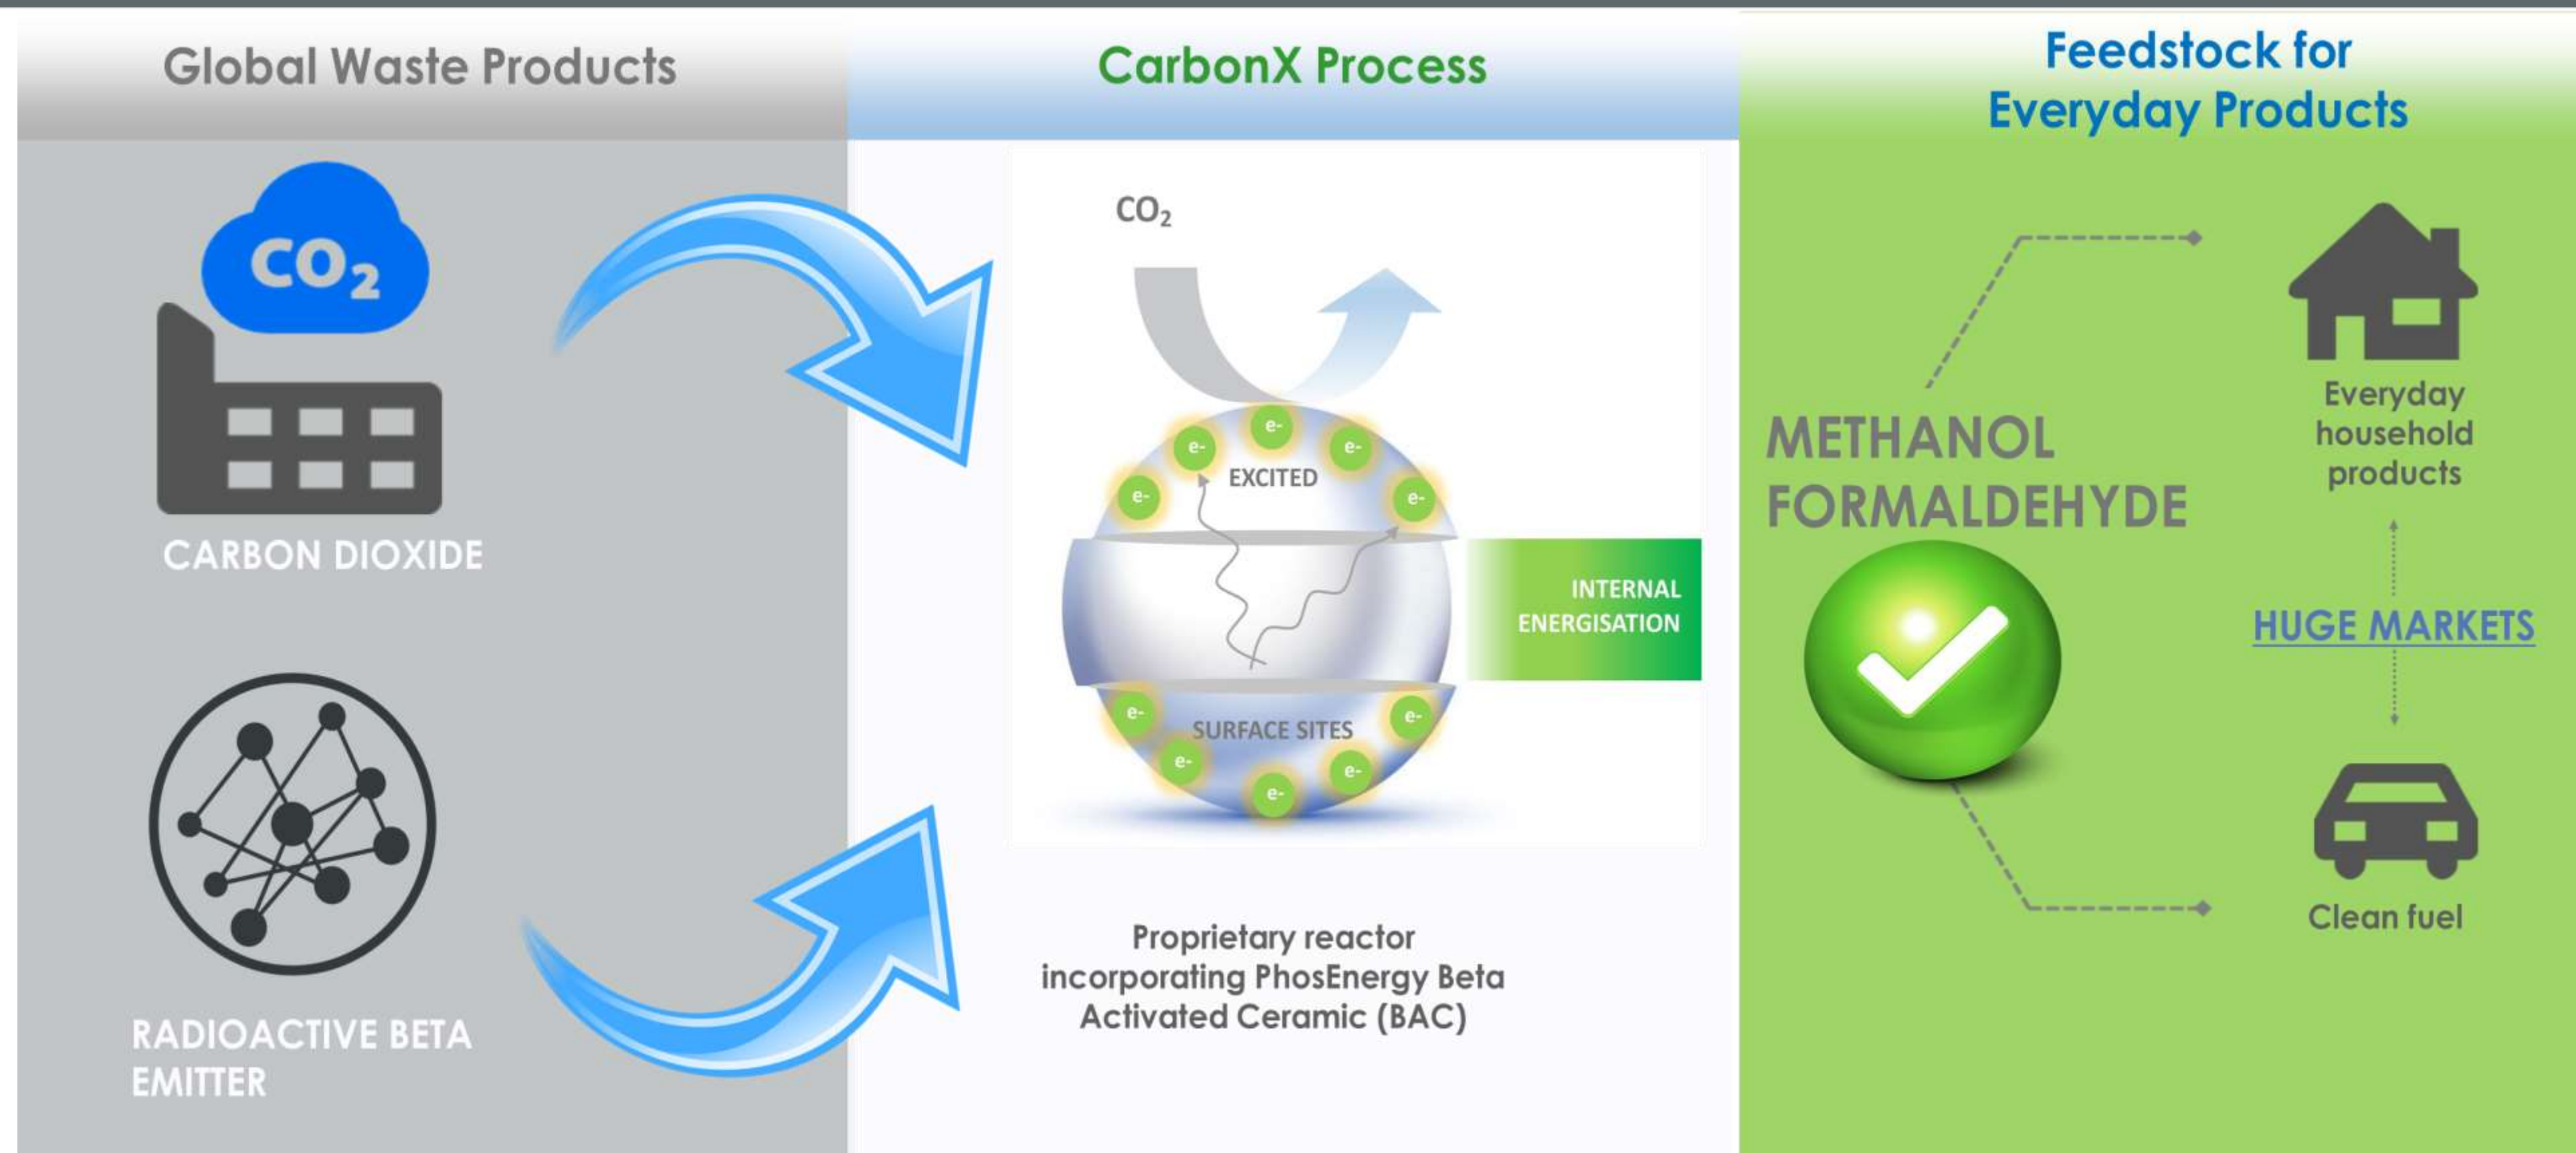 Global Waste Products
CO₂
CARBON DIOXIDE
RADIOACTIVE BETA
EMITTER
CarbonX Process
CO₂
e-
e-
e-
e-
e-
EXCITED
INTERNAL
ENERGISATION
e-
e-
SURFACE SITES
e-
e-
e-
Proprietary reactor
incorporating PhosEnergy Beta
Activated Ceramic (BAC)
Feedstock for
Everyday Products
METHANOL
FORMALDEHYDE
Everyday
household
products
HUGE MARKETS
Clean fuel